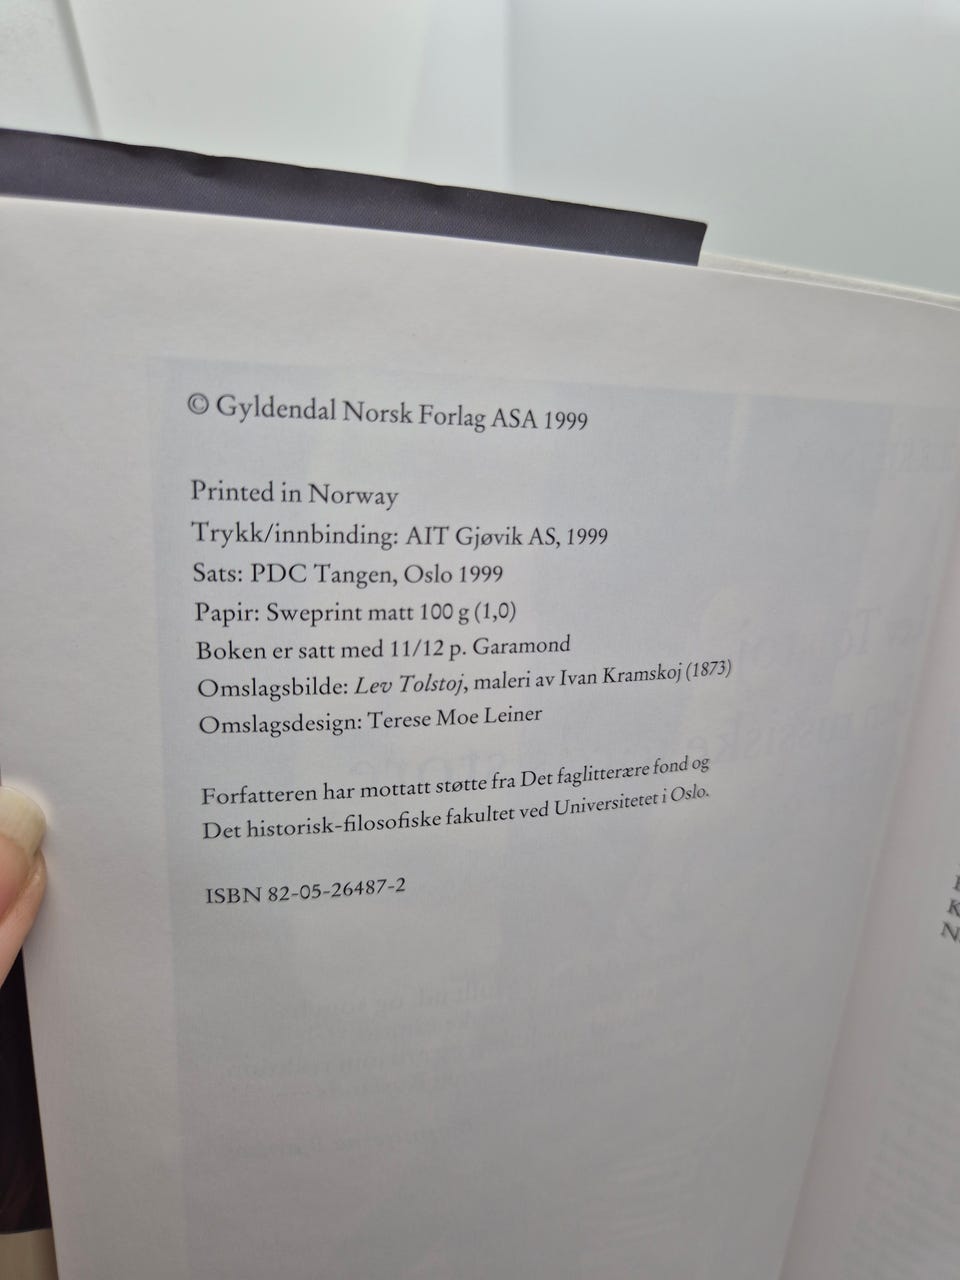 © Gyldendal Norsk Forlag ASA 1999
Printed in Norway
Trykk/innbinding: AIT Gjøvik AS, 1999
Sats: PDC Tangen, Oslo 1999
Papir: Sweprint matt 100 g (1,0)
Boken er satt med 11/12 p. Garamond
Omslagsbilde: Lev Tolstoj, maleri av Ivan Kramskoj (1873)
Omslagsdesign: Terese Moe Leiner
Forfatteren har mottatt støtte fra Det faglitterære fond og
Det historisk-filosofiske fakultet ved Universitetet i Oslo.
ISBN 82-05-26487-2